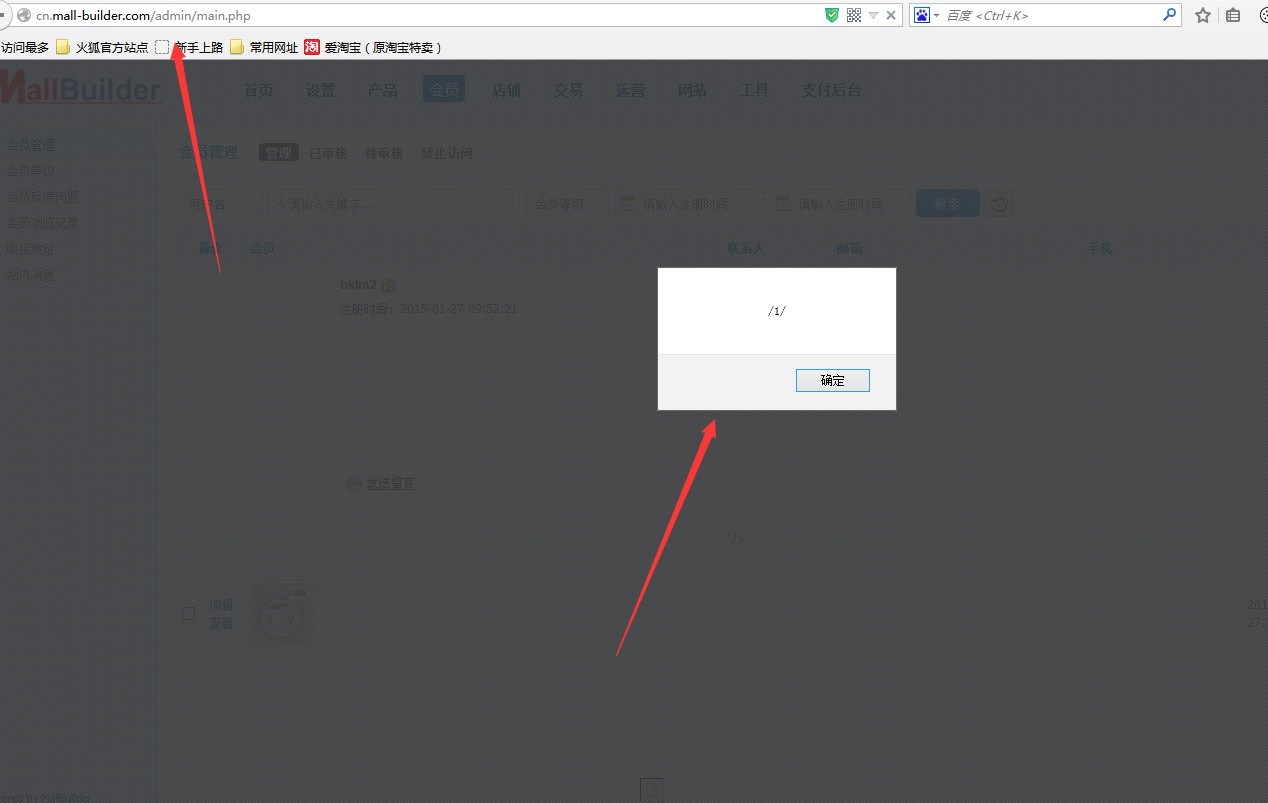 cn.mall-builder.com/admin/main.php
百度 <Ctrl+K>
访问最多 火狐官方站点 新手上路 常用网址 淘 爱淘宝（原淘宝特卖）
MallBuilder 首页 设置 产品 会员 店铺 交易 运营 网站 工具 支付后台
会员管理
会员等级
会员反馈问题
会员浏览记录
收货地址
站内消息
会员管理 管理 已审核 待审核 禁止访问
用户名 请输入关键字... 会员等级 请输入注册时间 - 请输入注册时间 搜索
操作 会员 联系人 邮箱 手机
注册时间：2015-01-27 09:52:21
/1/
确定
发送留言
"/>
编辑
查看
201
27
ered by MallBuilder